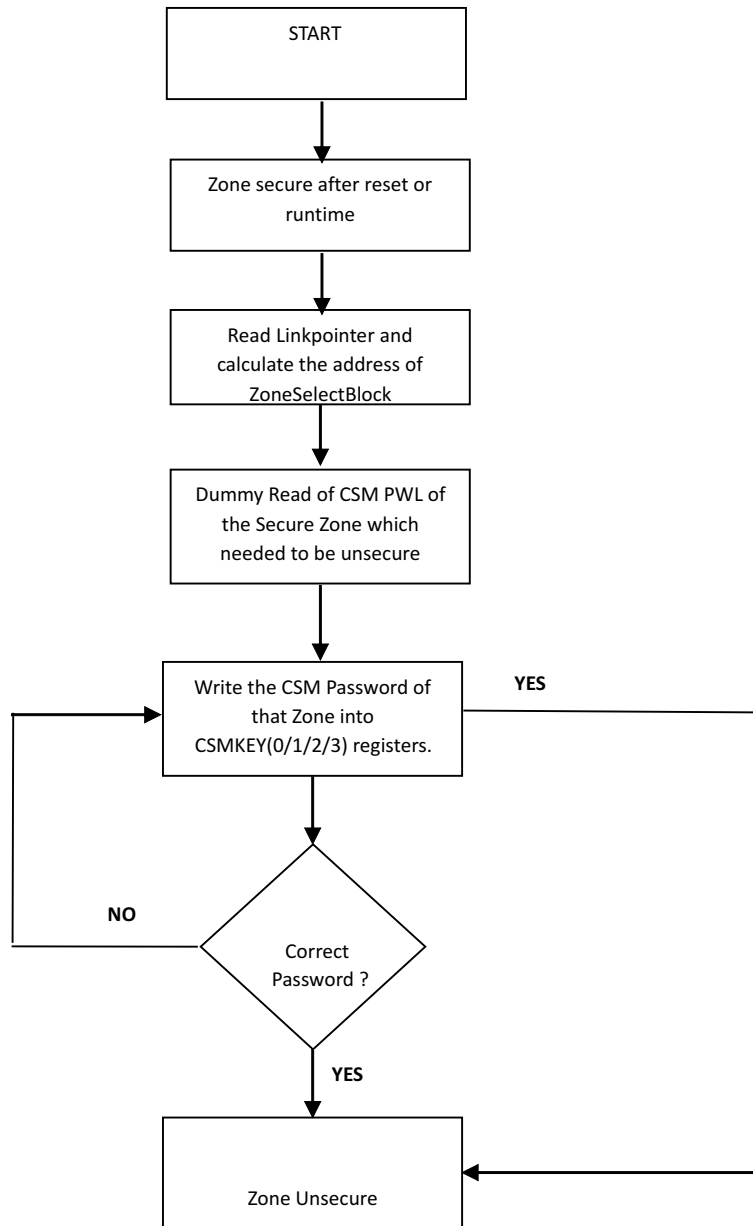 START
Zone secure after reset or
runtime
Read Linkpointer and
calculate the address of
ZoneSelectBlock
Dummy Read of CSM PWL of
the Secure Zone which
needed to be unsecure
Write the CSM Password of
that Zone into
CSMKEY(0/1/2/3) registers.
YES
NO
Correct
Password ?
YES
Zone Unsecure